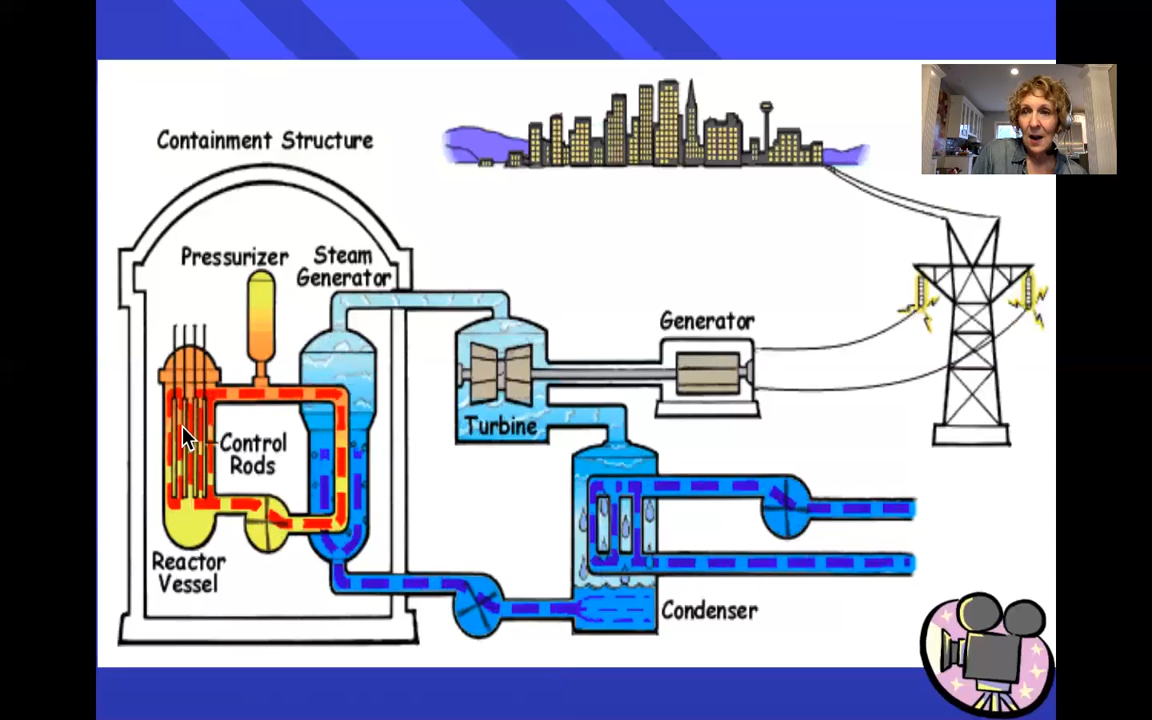 Containment Structure
Pressurizer
Steam
Generator
Generator
Control
Rods
Turbine
Reactor
Vessel
Condenser